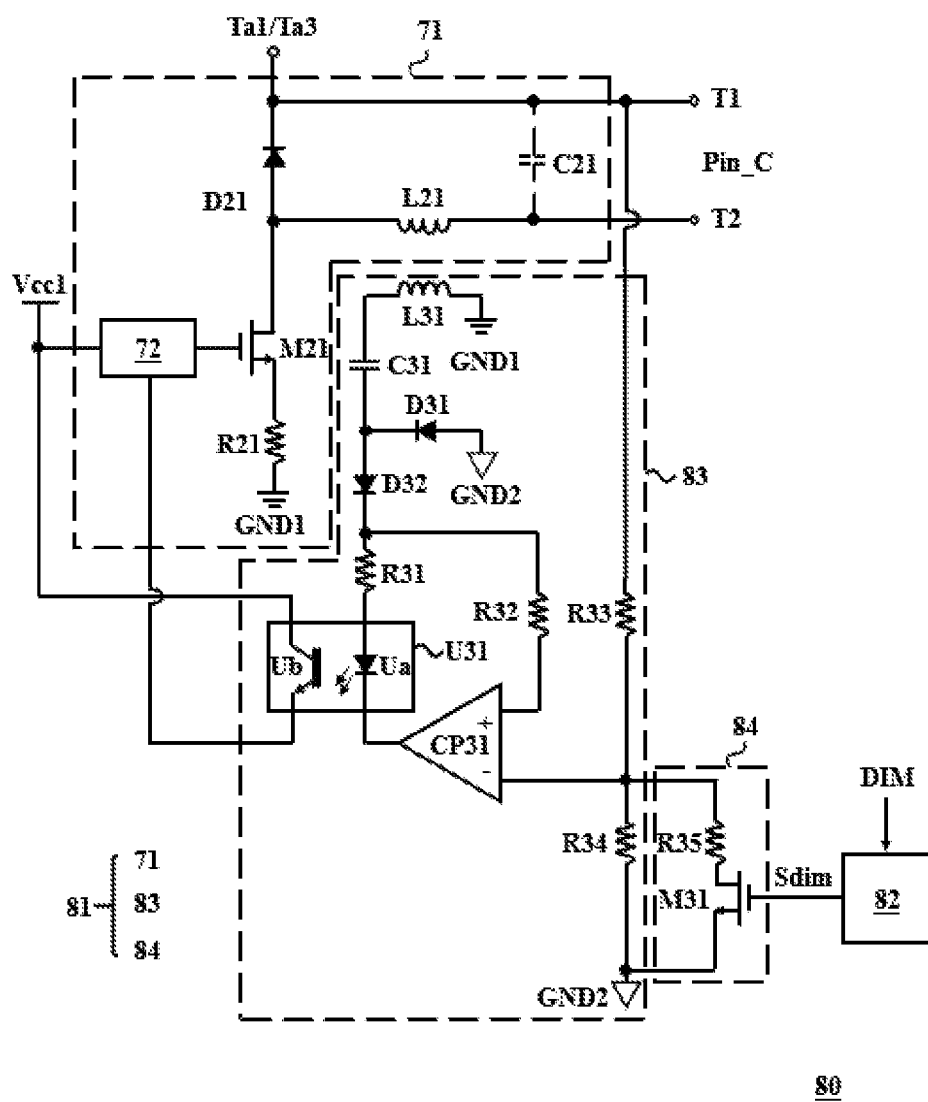 Ta1/Ta3
71
T1
C21
Pin_C
D21
L21
T2
Vcc1
L31
72
M21
C31
GND1
D31
R21
83
D32
GND2
GND1
R31
R32
R33
Ub
Ua
U31
+
CP31
84
-
DIM
R34
R35
Sdim
71
M31
82
81
83
84
GND2
80